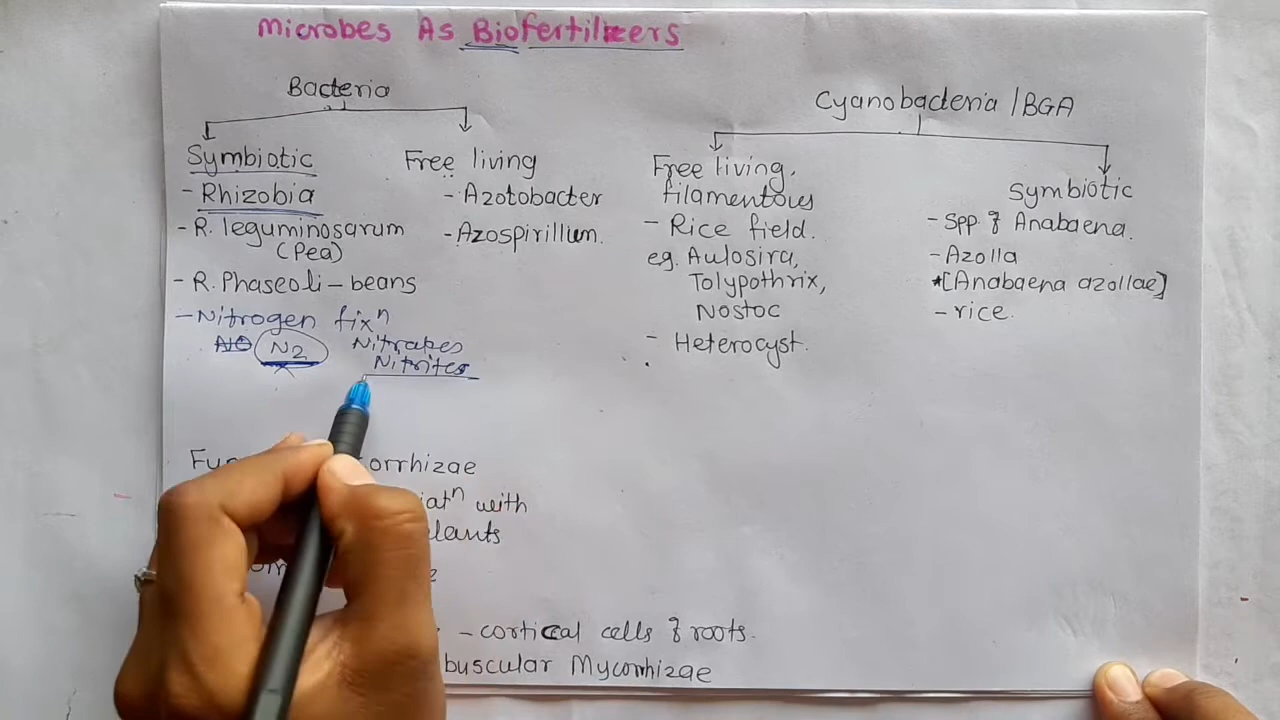 Microbes As Biofertilizers
Bacteria
Symbiotic
- Rhizobia
- R. leguminosarum
(Pea)
- R. Phaseoli - beans
- Nitrogen fixⁿ
N2 Nitrates
Nitrites
Free living
- Azotobacter
- Azospirillum.
Cyanobacteria / BGA
Free living,
filamentous
- Rice field.
eg. Aulosira,
Tolypothrix,
Nostoc
- Heterocyst.
Symbiotic
- Spp of Anabaena.
- Azolla
*[Anabaena azollae]
- rice.
orrhizae
iatⁿ with
plants
- cortical cells of roots.
buscular Mycorrhizae